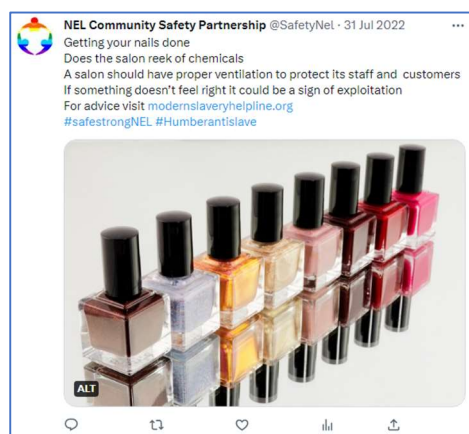 NEL Community Safety Partnership @SafetyNel · 31 Jul 2022
Getting your nails done
Does the salon reek of chemicals
A salon should have proper ventilation to protect its staff and customers
If something doesn't feel right it could be a sign of exploitation
For advice visit modernslaveryhelpline.org
#safestrongNEL #Humberantislave
ALT